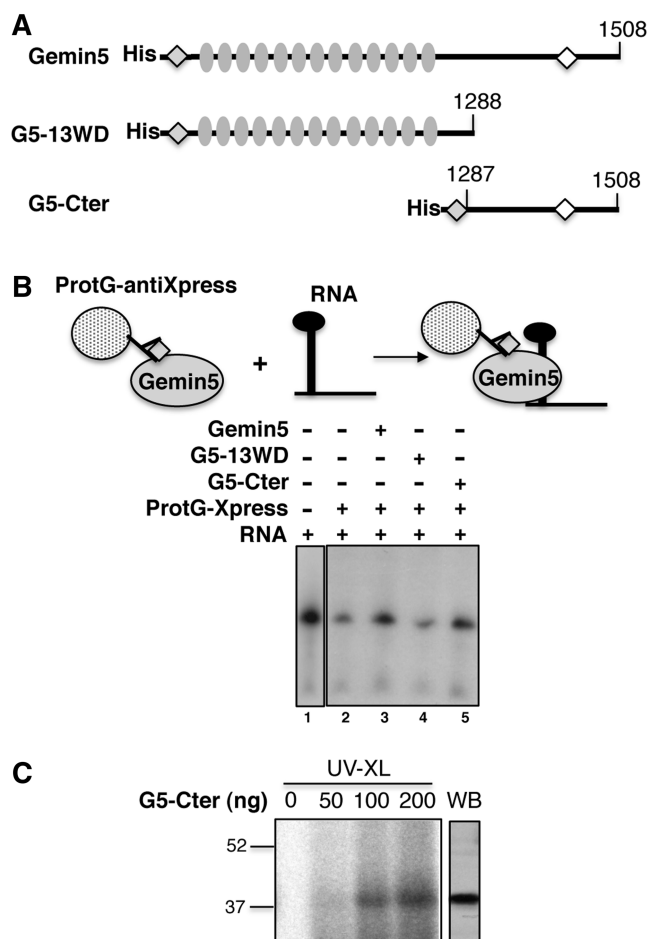 A
Gemin5 His 1508
G5-13WD His 1288
G5-Cter His 1287 1508
B
ProtG-antiXpress RNA
Gemin5 + Gemin5
Gemin5 - - + - -
G5-13WD - - - + -
G5-Cter - - - - +
ProtG-Xpress - + + + +
RNA + + + + +
1 2 3 4 5
C
UV-XL
G5-Cter (ng) 0 50 100 200 WB
52
37